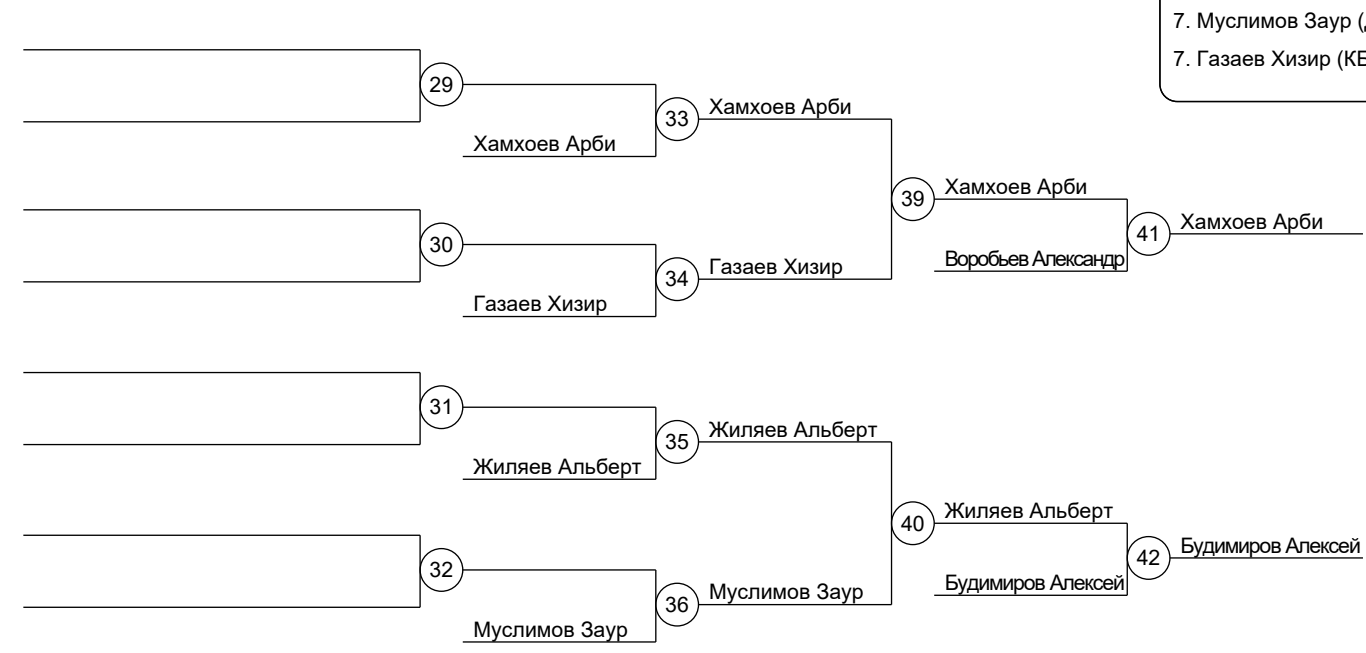 7. Муслимов Заур (
7. Газаев Хизир (КБ
29
33
Хамхоев Арби
Хамхоев Арби
39
Хамхоев Арби
41
Хамхоев Арби
30
34
Газаев Хизир
Воробьев Александр
Газаев Хизир
31
35
Жиляев Альберт
Жиляев Альберт
40
Жиляев Альберт
42
Будимиров Алексей
32
36
Муслимов Заур
Будимиров Алексей
Муслимов Заур